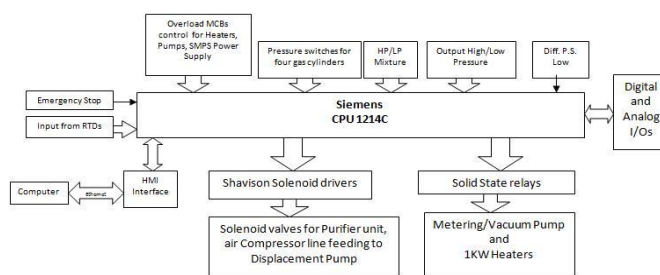 Overload MCBs
control for Heaters,
Pumps, SMPS Power
Supply
Pressure switches for
four gas cylinders
HP/LP
Mixture
Output High/Low
Pressure
Diff. P.S.
Low
Emergency Stop
Input from RTDs
Siemens
CPU 1214C
Digital
and
Analog
I/Os
Computer
Ethernet
HMI
Interface
Shavison Solenoid drivers
Solid State relays
Solenoid valves for Purifier unit,
air Compressor line feeding to
Displacement Pump
Metering/Vacuum Pump
and
1KW Heaters